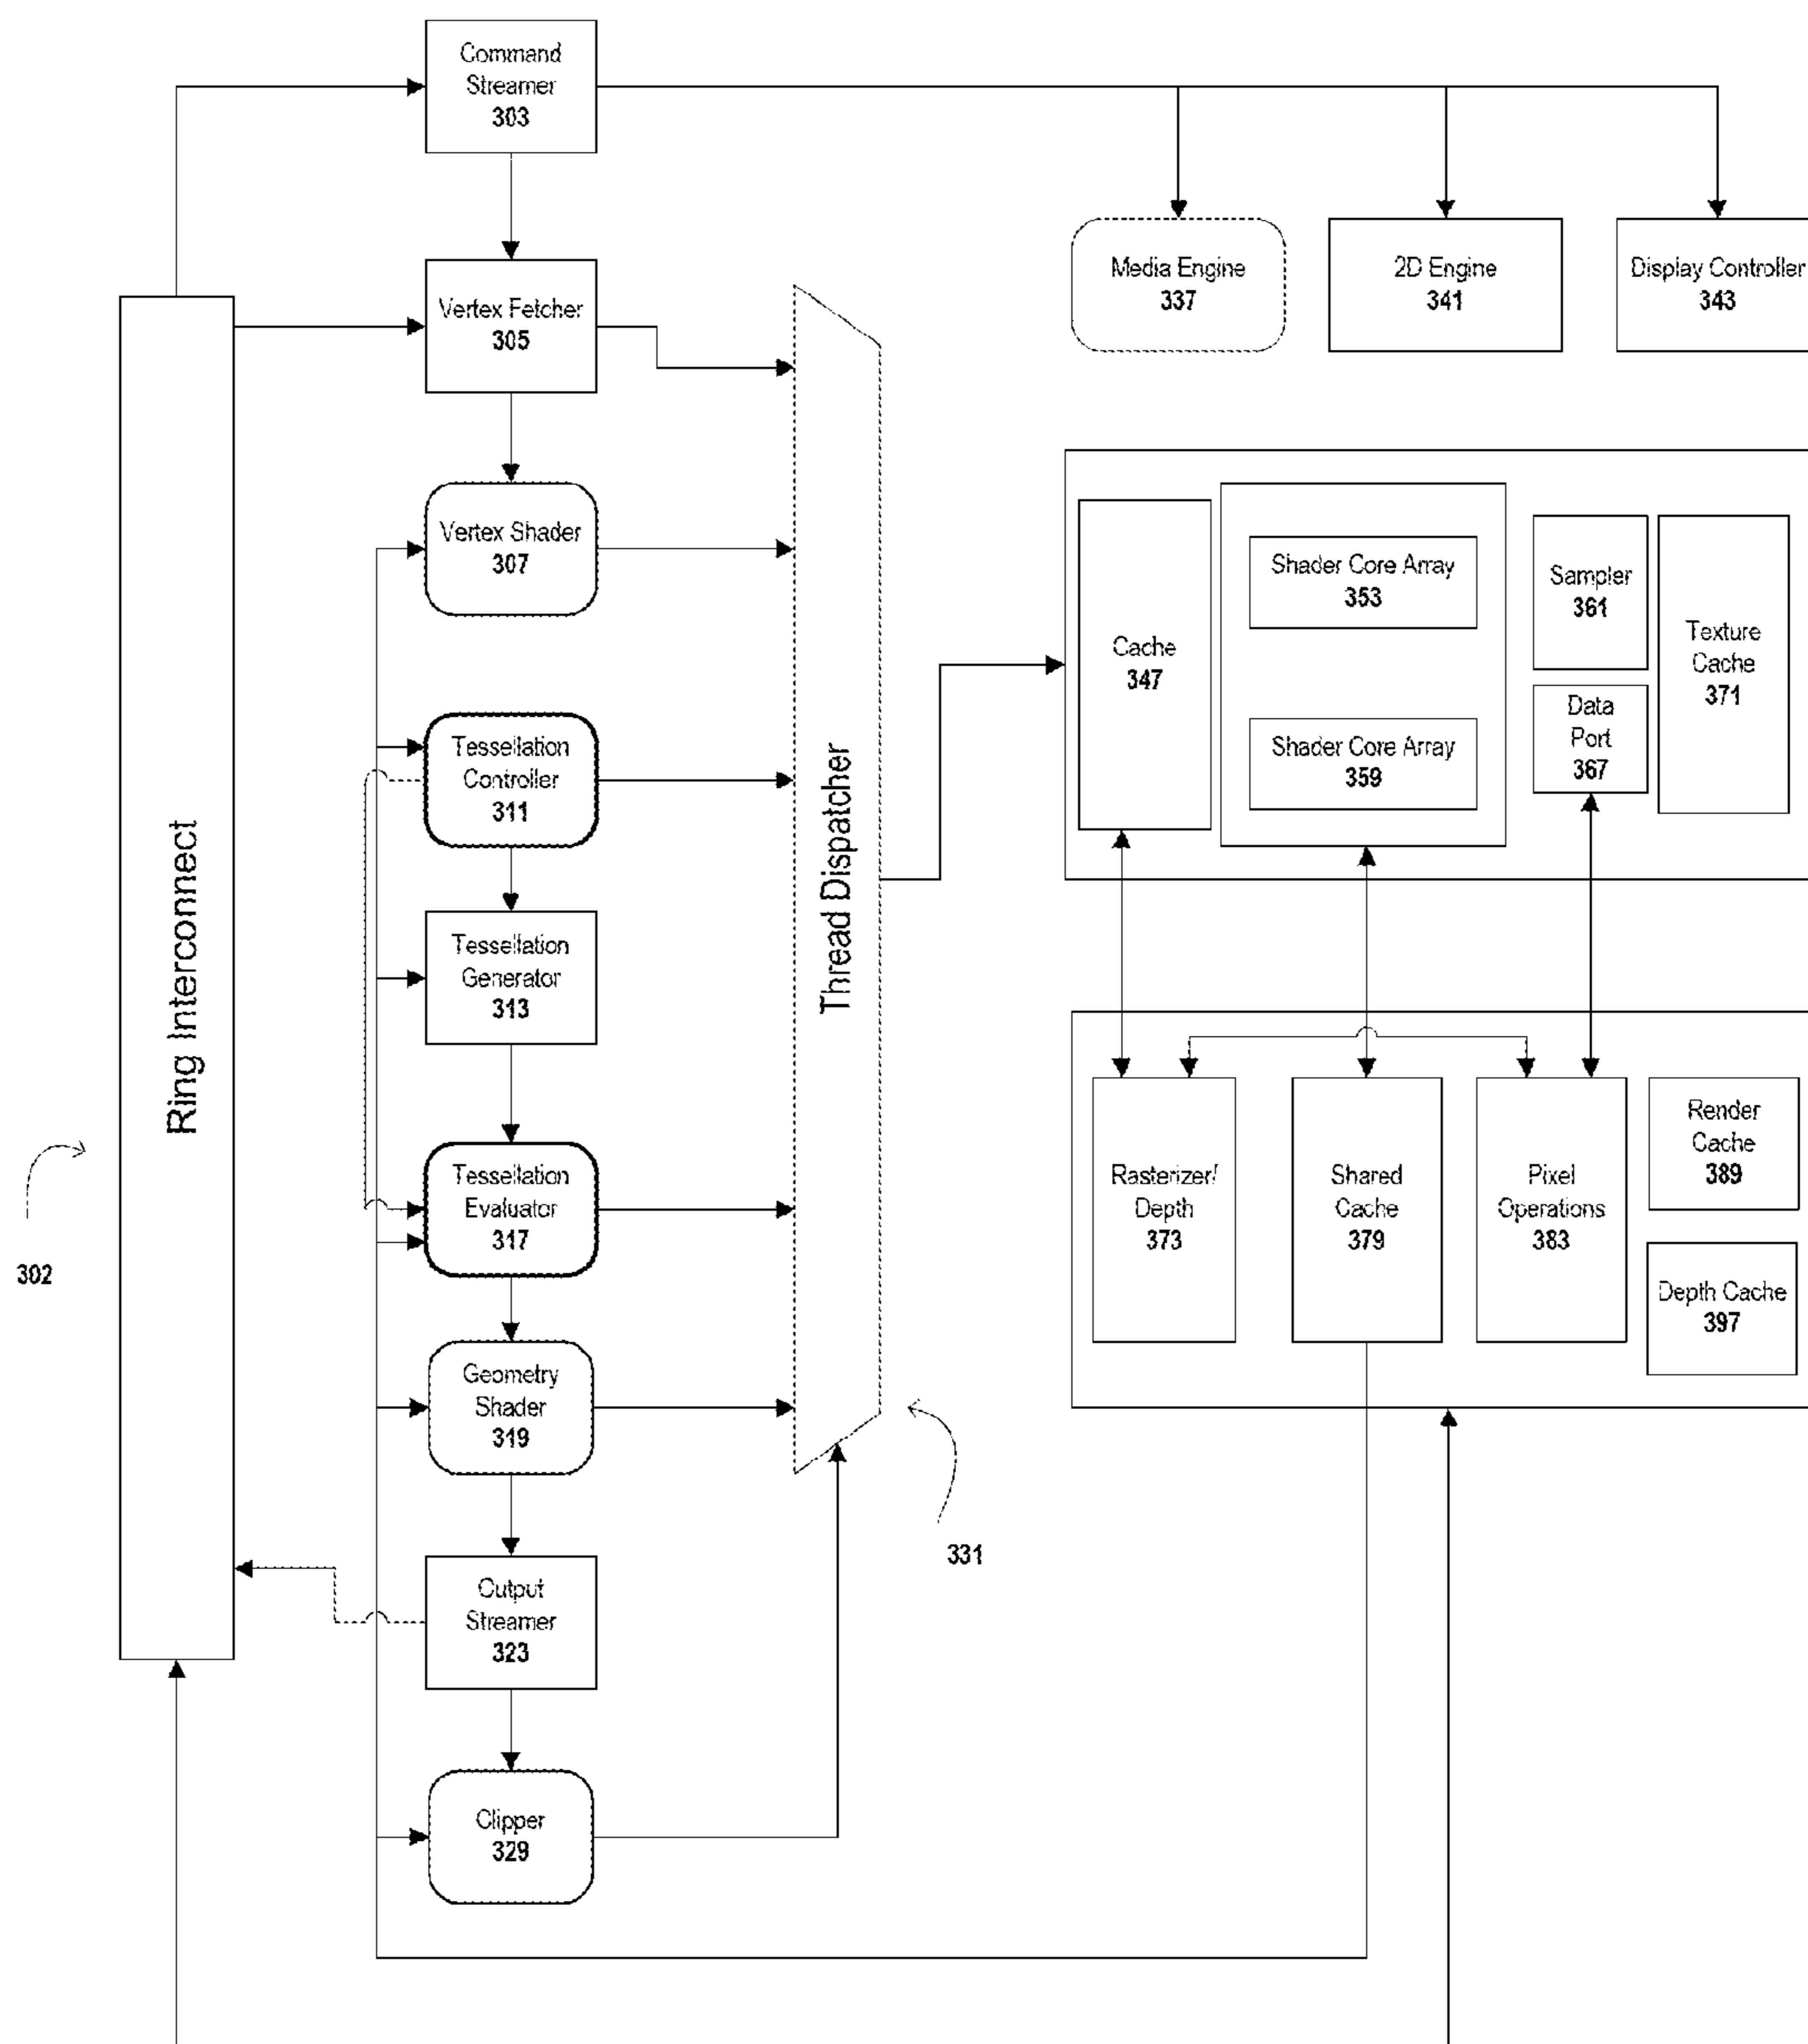 Command
Streamer
303
Media Engine
337
2D Engine
341
Display Controller
343
Vertex Fetcher
305
Vertex Shader
307
Tessellation
Controller
311
Tessellation
Generator
313
Tessellation
Evaluator
317
Geometry
Shader
319
Output
Streamer
323
Clipper
329
Ring Interconnect
302
Thread Dispatcher
331
Cache
347
Shader Core Array
353
Shader Core Array
359
Sampler
361
Data
Port
367
Texture
Cache
371
Rasterizer/
Depth
373
Shared
Cache
379
Pixel
Operations
383
Render
Cache
389
Depth Cache
397